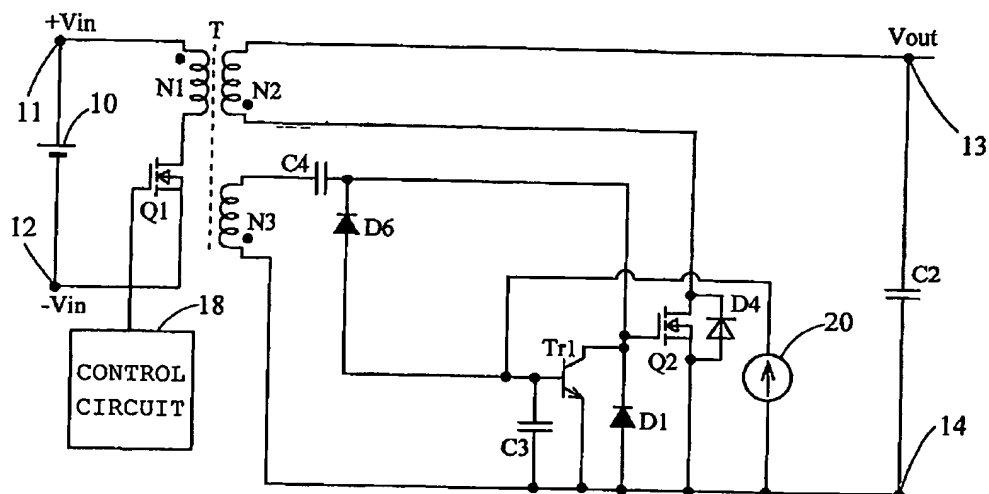 +Vin
T
Vout
11
10
N1
N2
13
C4
Q1
N3
D6
12
-Vin
18
C2
D4
20
Tr1
Q2
CONTROL
CIRCUIT
C3
D1
14